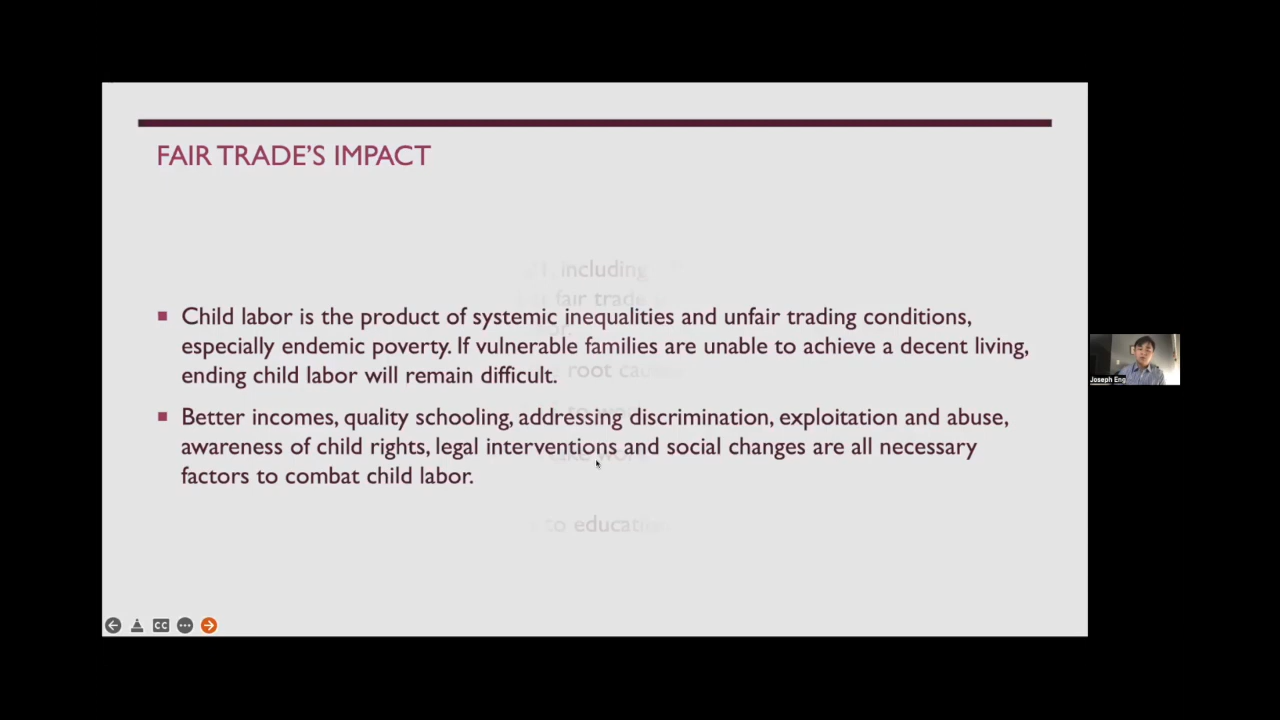 FAIR TRADE'S IMPACT
including
fair trade
Child labor is the product of systemic inequalities and unfair trading conditions,
especially endemic poverty. If vulnerable families are unable to achieve a decent living,
root
ending child labor will remain difficult.
Better incomes, quality schooling, addressing discrimination, exploitation and abuse,
awareness of child rights, legal interventions and social changes are all necessary
factors to combat child labor.
to
CC
Joseph Eng